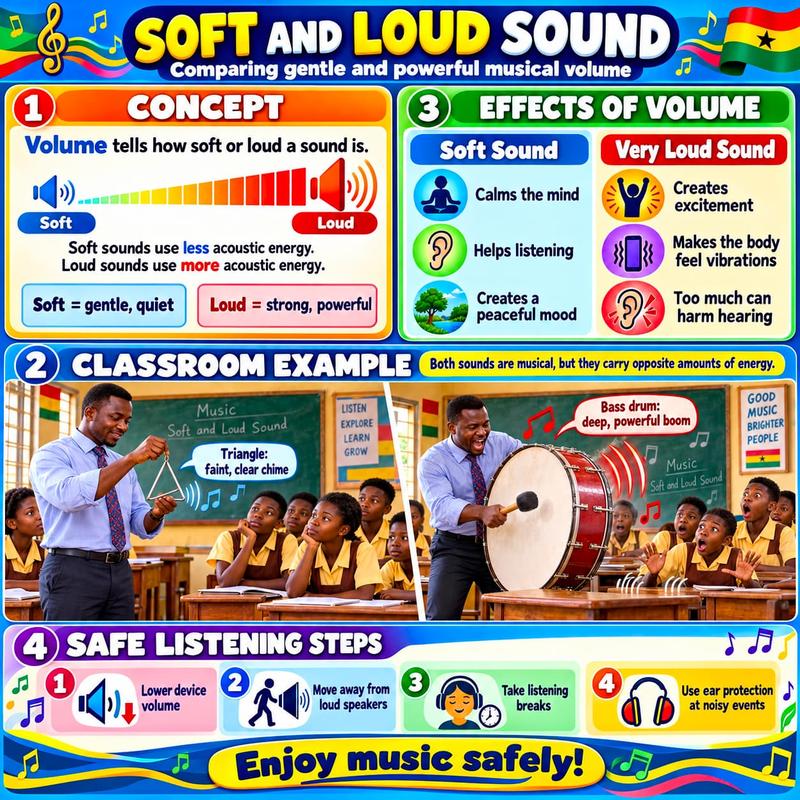 SOFT AND LOUD SOUND
Comparing gentle and powerful musical volume
1 CONCEPT
Volume tells how soft or loud a sound is.
Soft
Loud
Soft sounds use less acoustic energy.
Loud sounds use more acoustic energy.
Soft = gentle, quiet
Loud = strong, powerful
3 EFFECTS OF VOLUME
Soft Sound
Calms the mind
Helps listening
Creates a
peaceful mood
Very Loud Sound
Creates
excitement
Makes the body
feel vibrations
Too much can
harm hearing
2 CLASSROOM EXAMPLE
Both sounds are musical, but they carry opposite amounts of energy.
Music
Soft and Loud Sound
Triangle:
faint, clear chime
LISTEN
EXPLORE
LEARN
GROW
Bass drum:
deep, powerful boom
Music
Soft and Loud Sound
GOOD
MUSIC
BRIGHTER
PEOPLE
4 SAFE LISTENING STEPS
1 Lower device
volume
2 Move away from
loud speakers
3 Take listening
breaks
4 Use ear protection
at noisy events
Enjoy music safely!